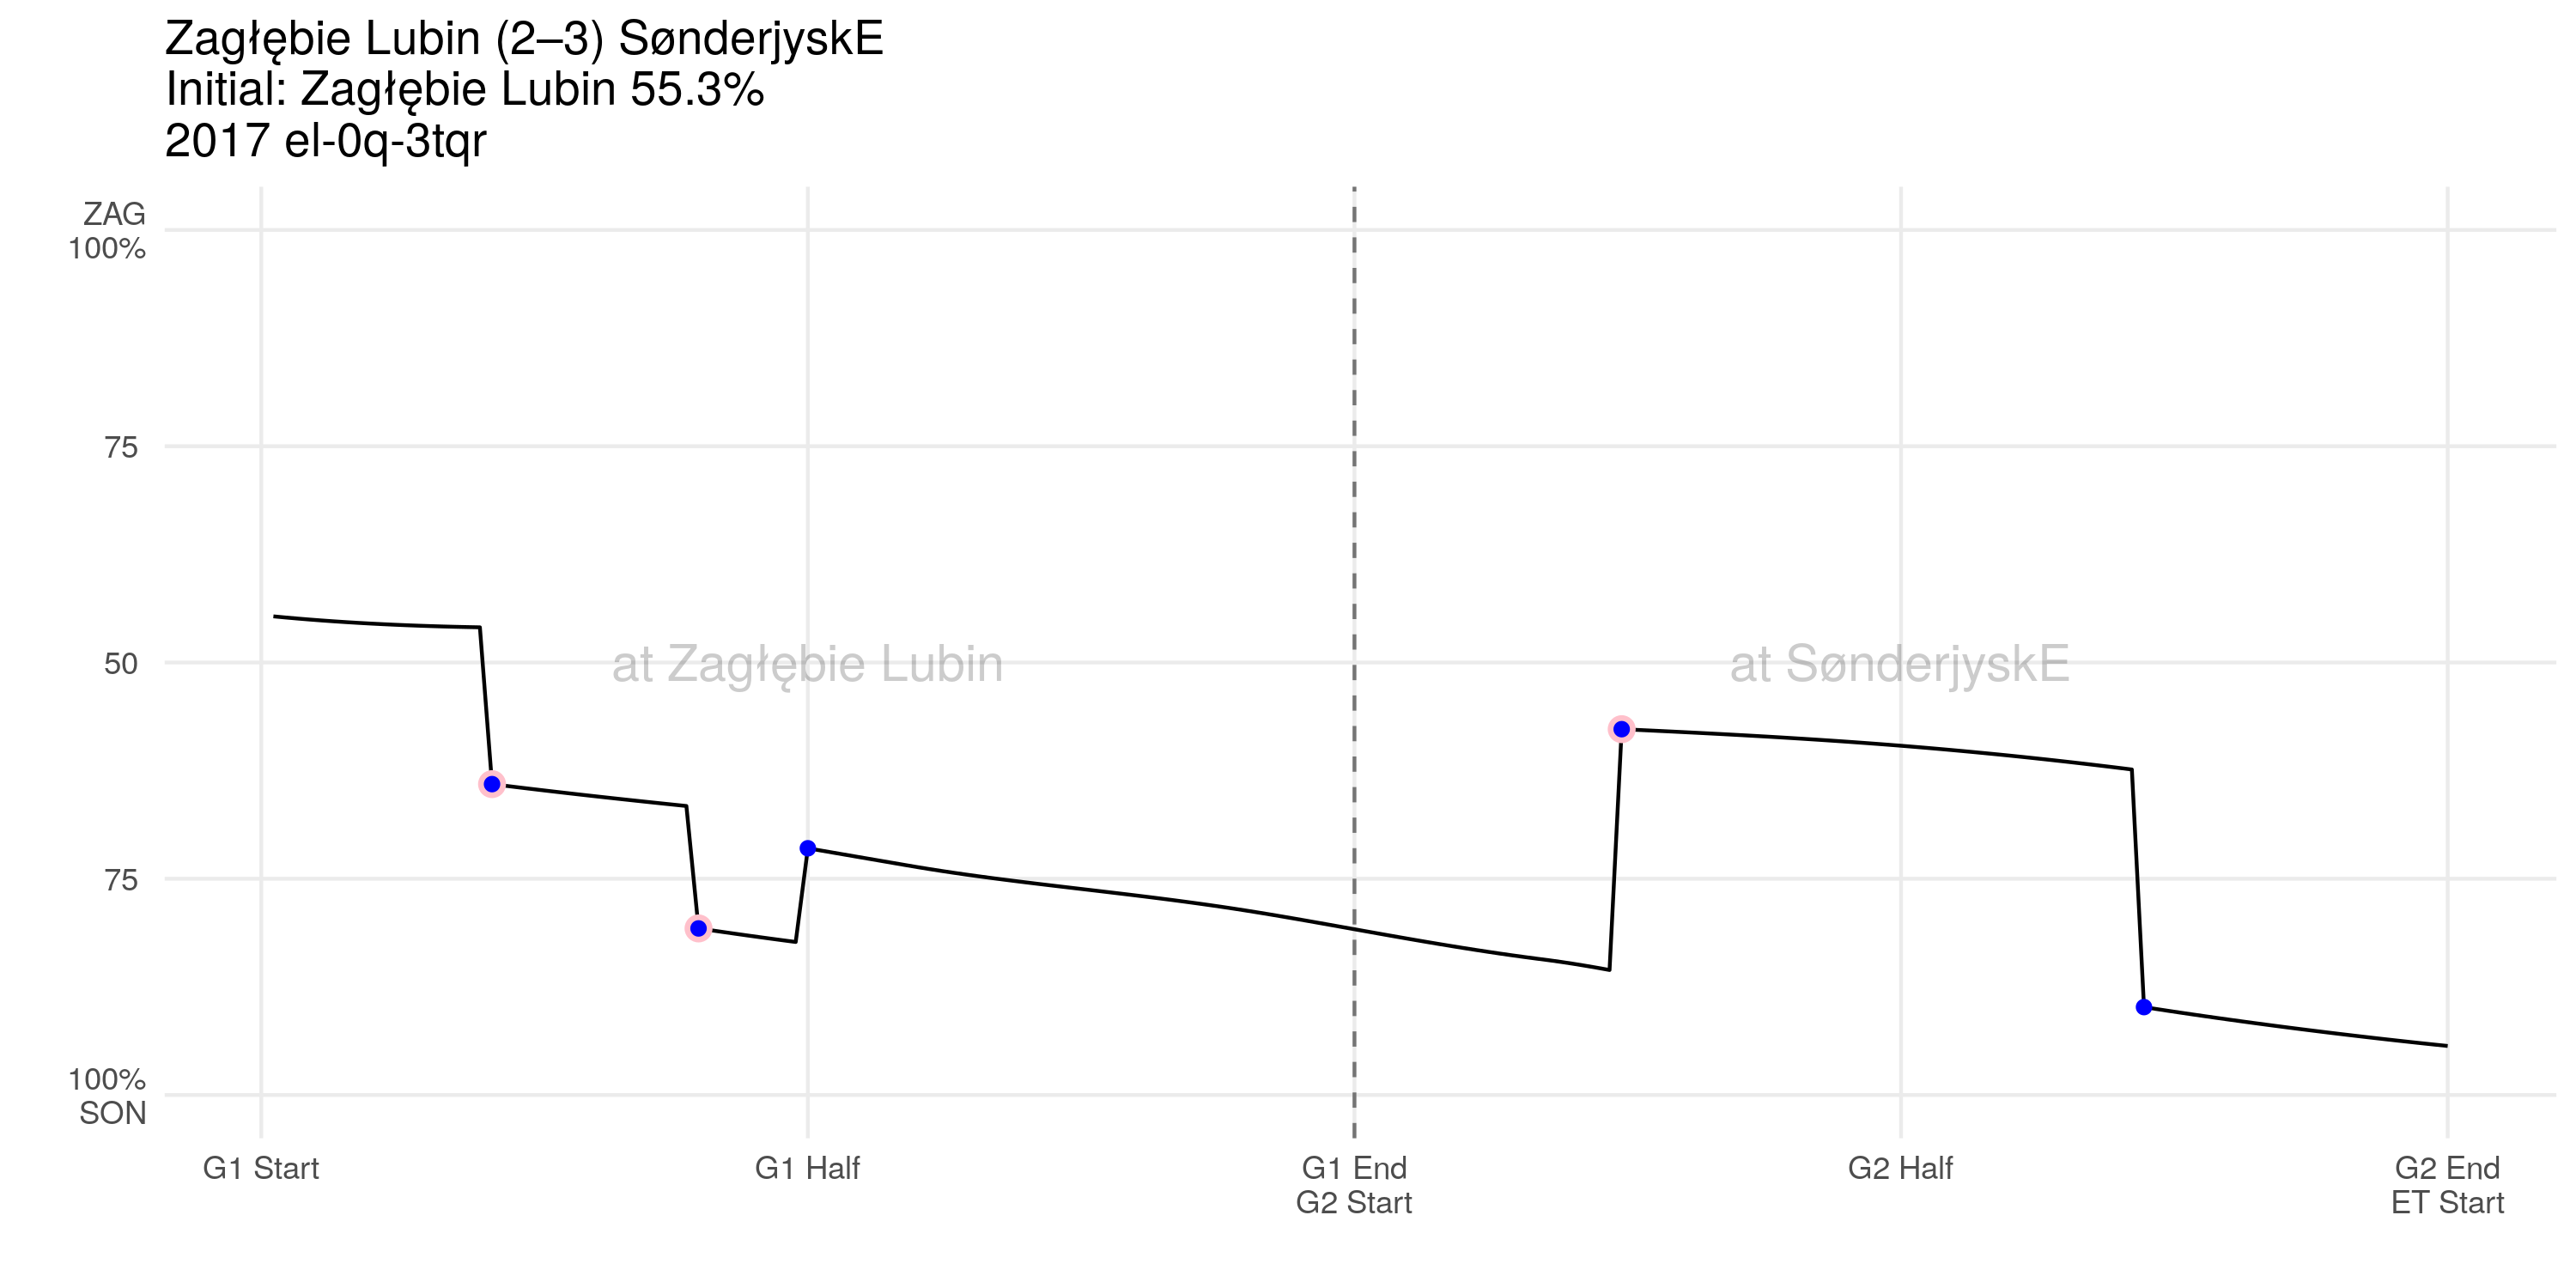 Zagłębie Lubin (2–3) SønderjyskE
Initial: Zagłębie Lubin 55.3%
2017 el-0q-3tqr
ZAG
100%
75
50
75
100%
SON
at Zagłębie Lubin
at SønderjyskE
G1 Start
G1 Half
G1 End
G2 Start
G2 Half
G2 End
ET Start